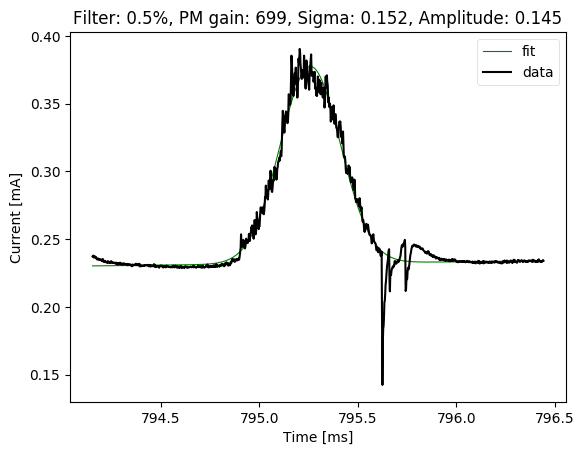 Filter: 0.5%, PM gain: 699, Sigma: 0.152, Amplitude: 0.145
fit
data
0.40
0.35
0.30
0.25
0.20
0.15
Current [mA]
794.5
795.0
795.5
796.0
796.5
Time [ms]